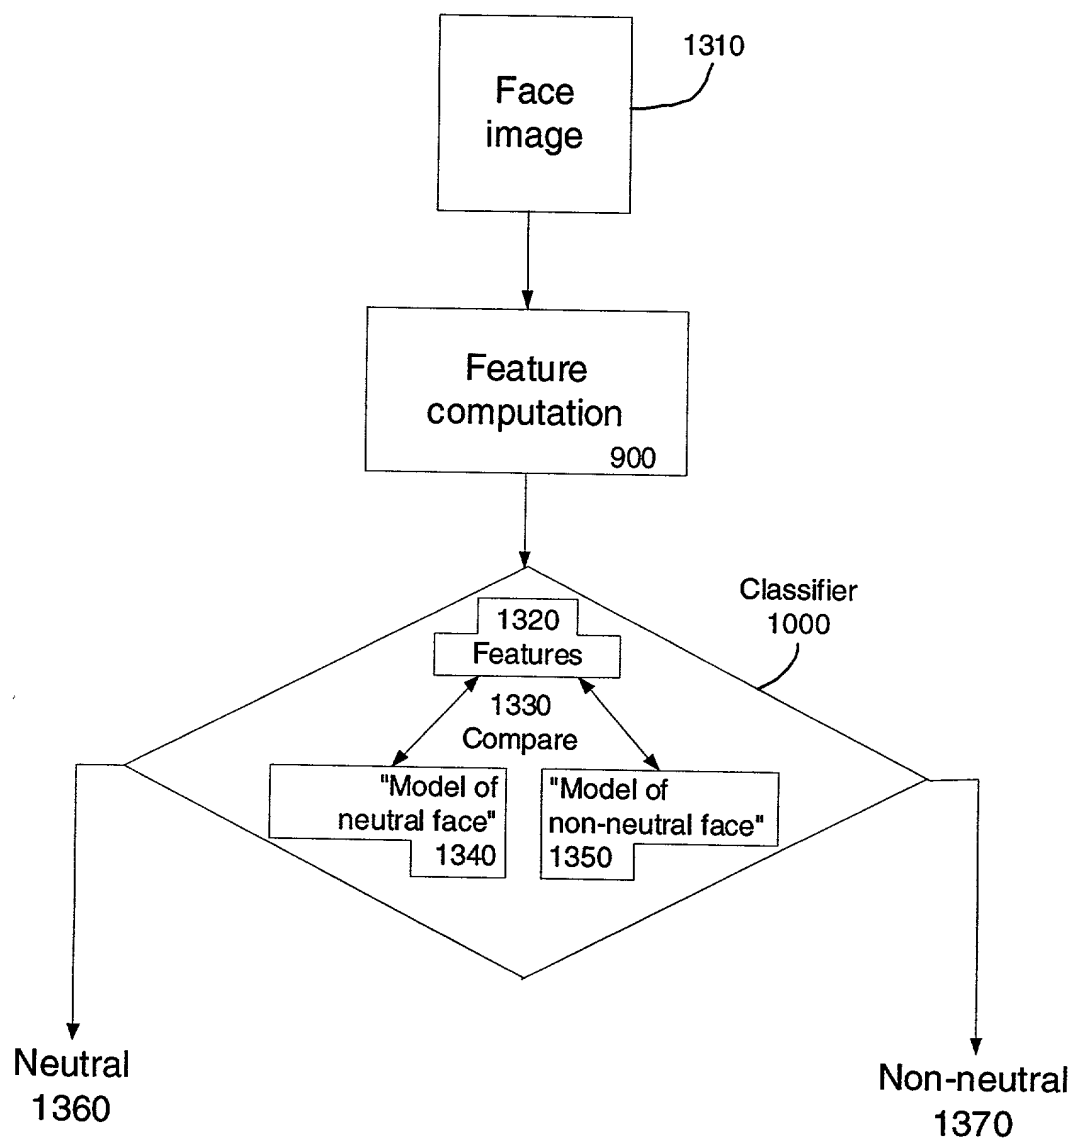 1310
Face
image
Feature
computation
900
Classifier
1000
1320
Features
1330
Compare
"Model of
neutral face"
1340
"Model of
non-neutral face"
1350
Neutral
1360
Non-neutral
1370